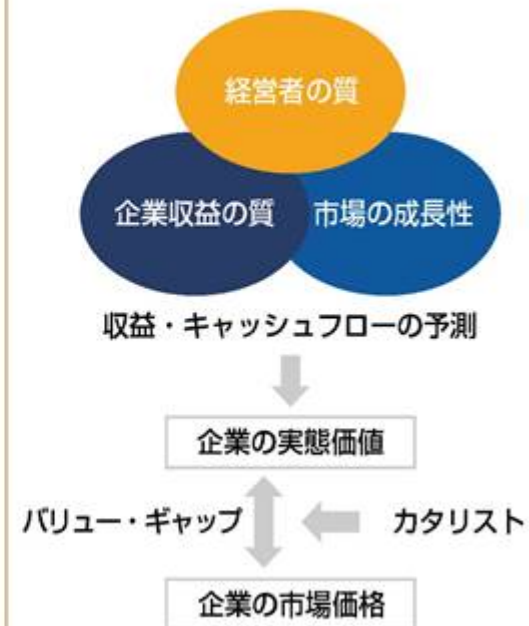 経営者の質
企業収益の質
市場の成長性
収益・キャッシュフローの予測
企業の実態価値
バリュー・ギャップ
カタリスト
企業の市場価格